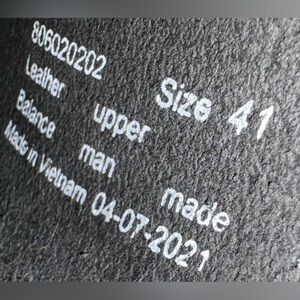 806020202 Size 41
Leather upper
Balance man made
Made in Vietnam 04-07-2021